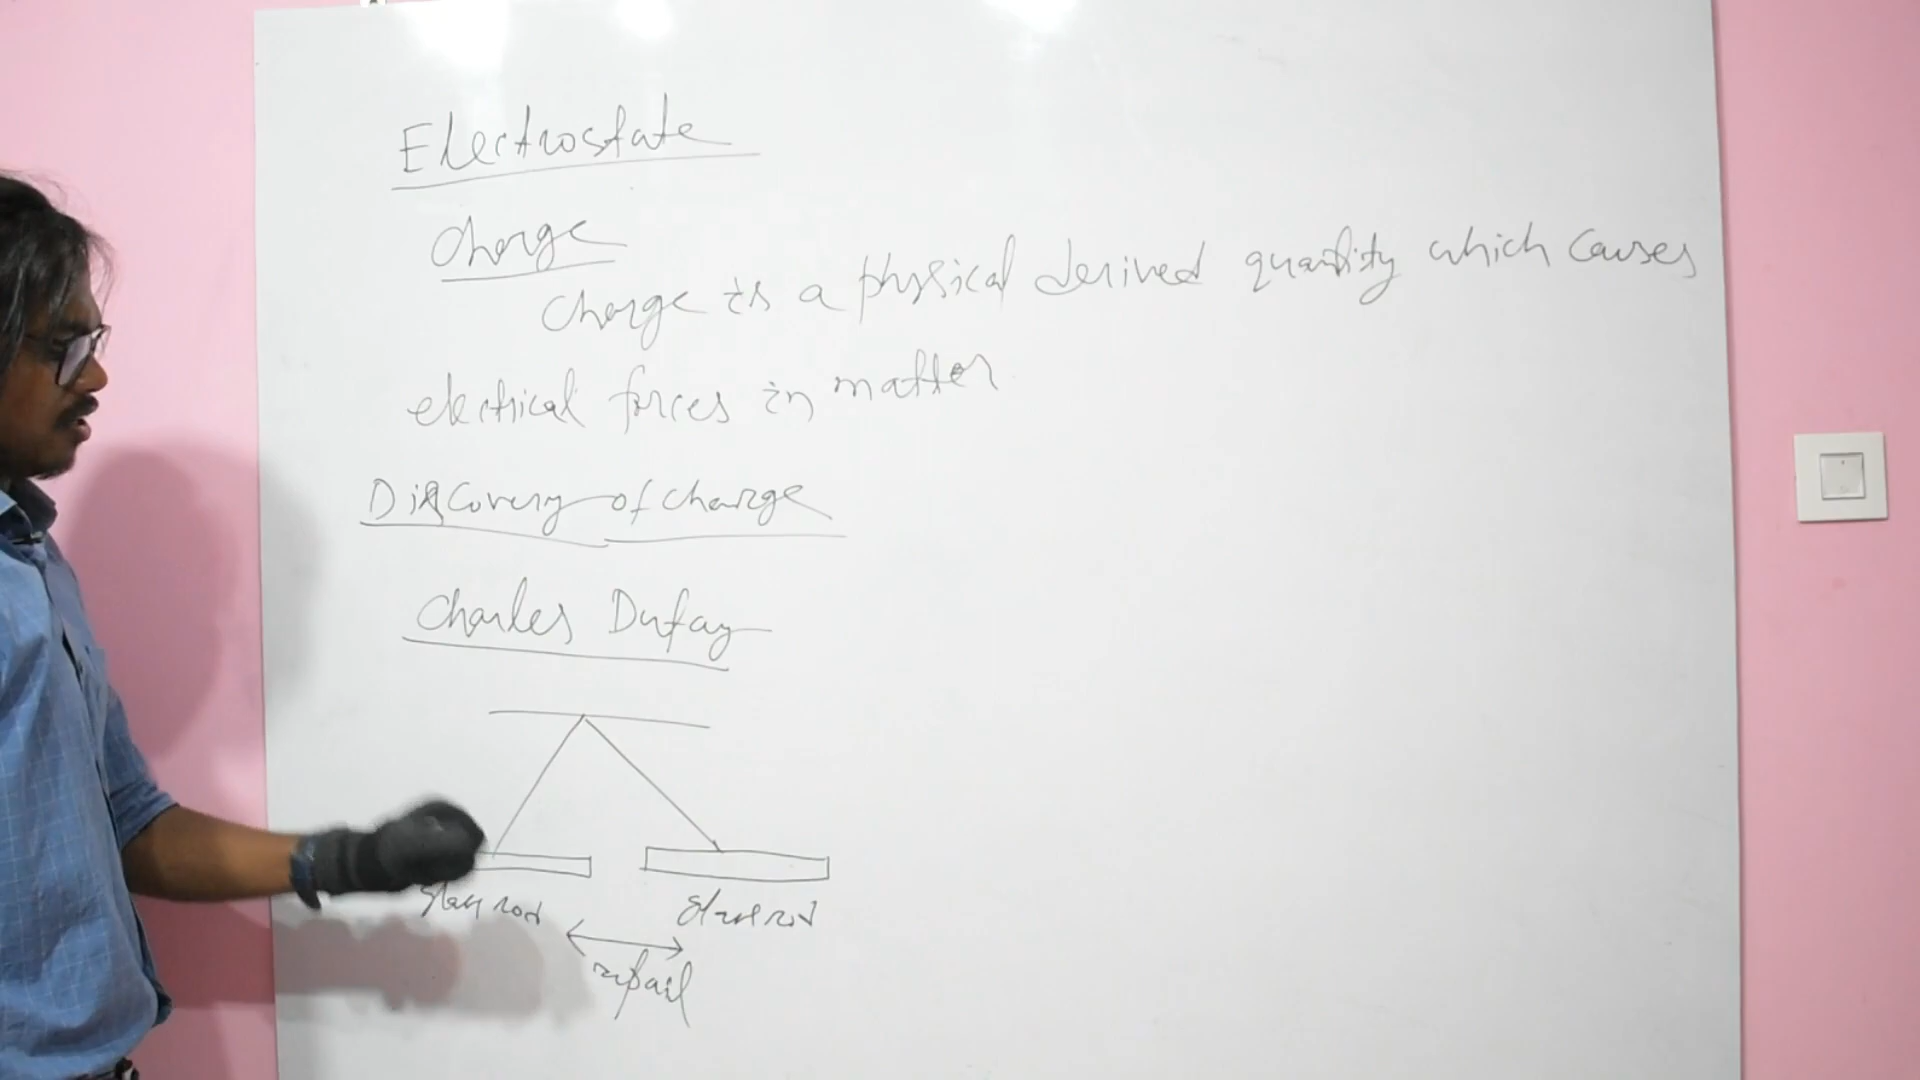 Electrostate
Charge
Charge is a physical derived quantity which causes
electrical forces in matter
Discovery of charge
Charles Dufay
glass rod glass rod
repail